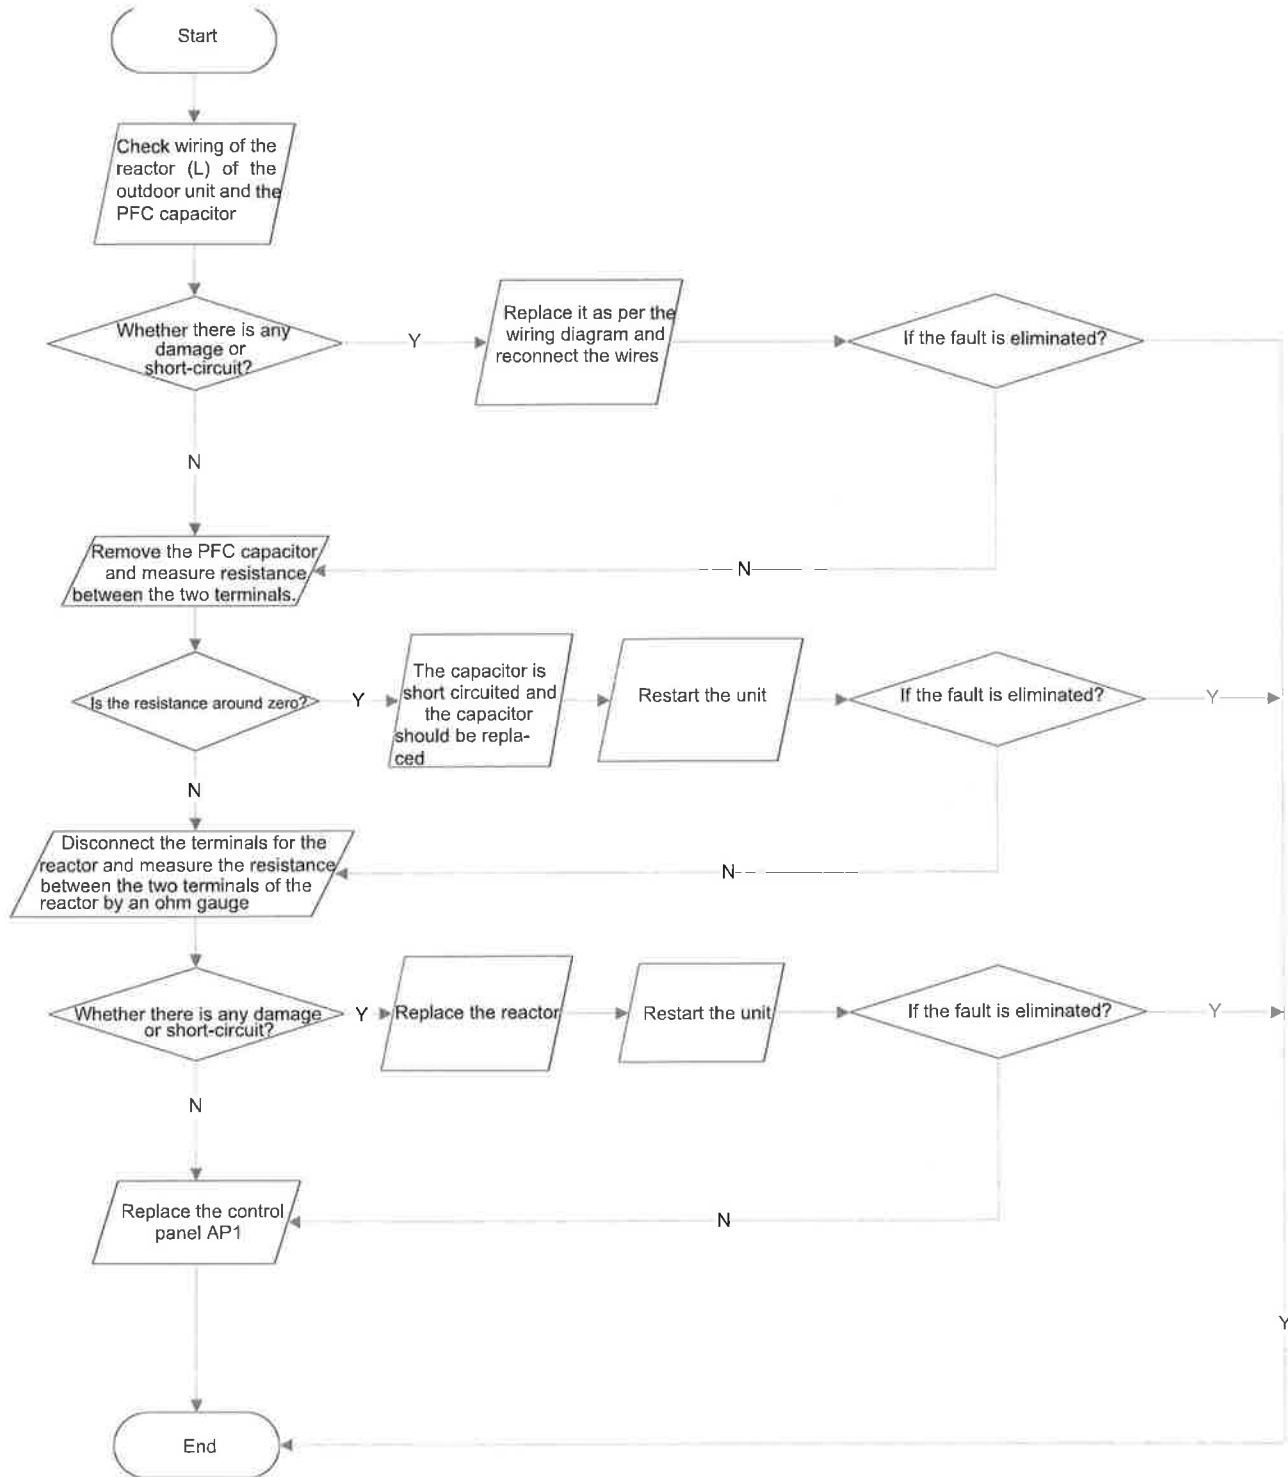 Start
Check wiring of the
reactor (L) of the
outdoor unit and the
PFC capacitor
Whether there is any
damage or
short-circuit?
Y
Replace it as per the
wiring diagram and
reconnect the wires
If the fault is eliminated?
N
Remove the PFC capacitor
and measure resistance
between the two terminals.
N
Is the resistance around zero?
Y
The capacitor is
short circuited and
the capacitor
should be repla-
ced
Restart the unit
If the fault is eliminated?
Y
N
Disconnect the terminals for the
reactor and measure the resistance
between the two terminals of the
reactor by an ohm gauge
N
Whether there is any damage
or short-circuit?
Y
Replace the reactor
Restart the unit
If the fault is eliminated?
Y
N
Replace the control
panel AP1
N
Y
End